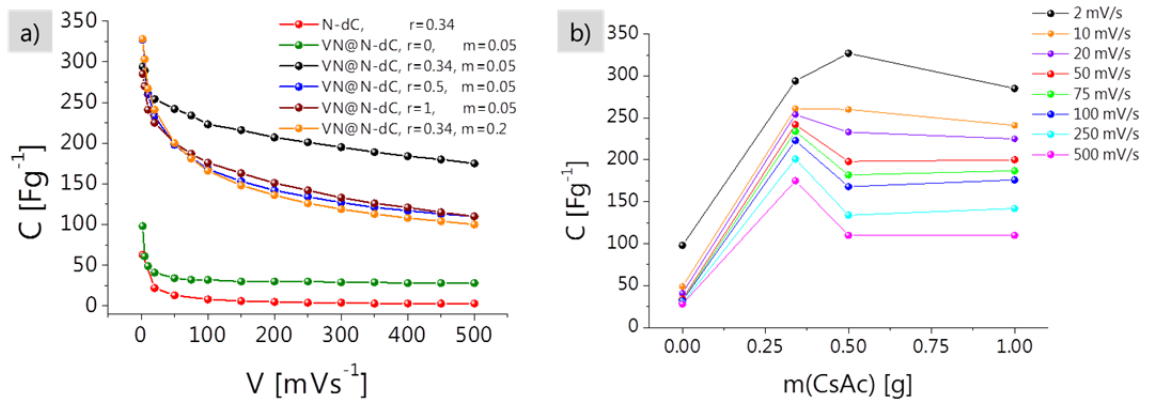 a)
C [Fg⁻¹]
350
300
250
200
150
100
50
0
0 100 200 300 400 500
V [mVs⁻¹]
N-dC, r=0.34
VN@N-dC, r=0, m=0.05
VN@N-dC, r=0.34, m=0.05
VN@N-dC, r=0.5, m=0.05
VN@N-dC, r=1, m=0.05
VN@N-dC, r=0.34, m=0.2
b)
C [Fg⁻¹]
350
300
250
200
150
100
50
0
0.00 0.25 0.50 0.75 1.00
m(CsAc) [g]
2 mV/s
10 mV/s
20 mV/s
50 mV/s
75 mV/s
100 mV/s
250 mV/s
500 mV/s